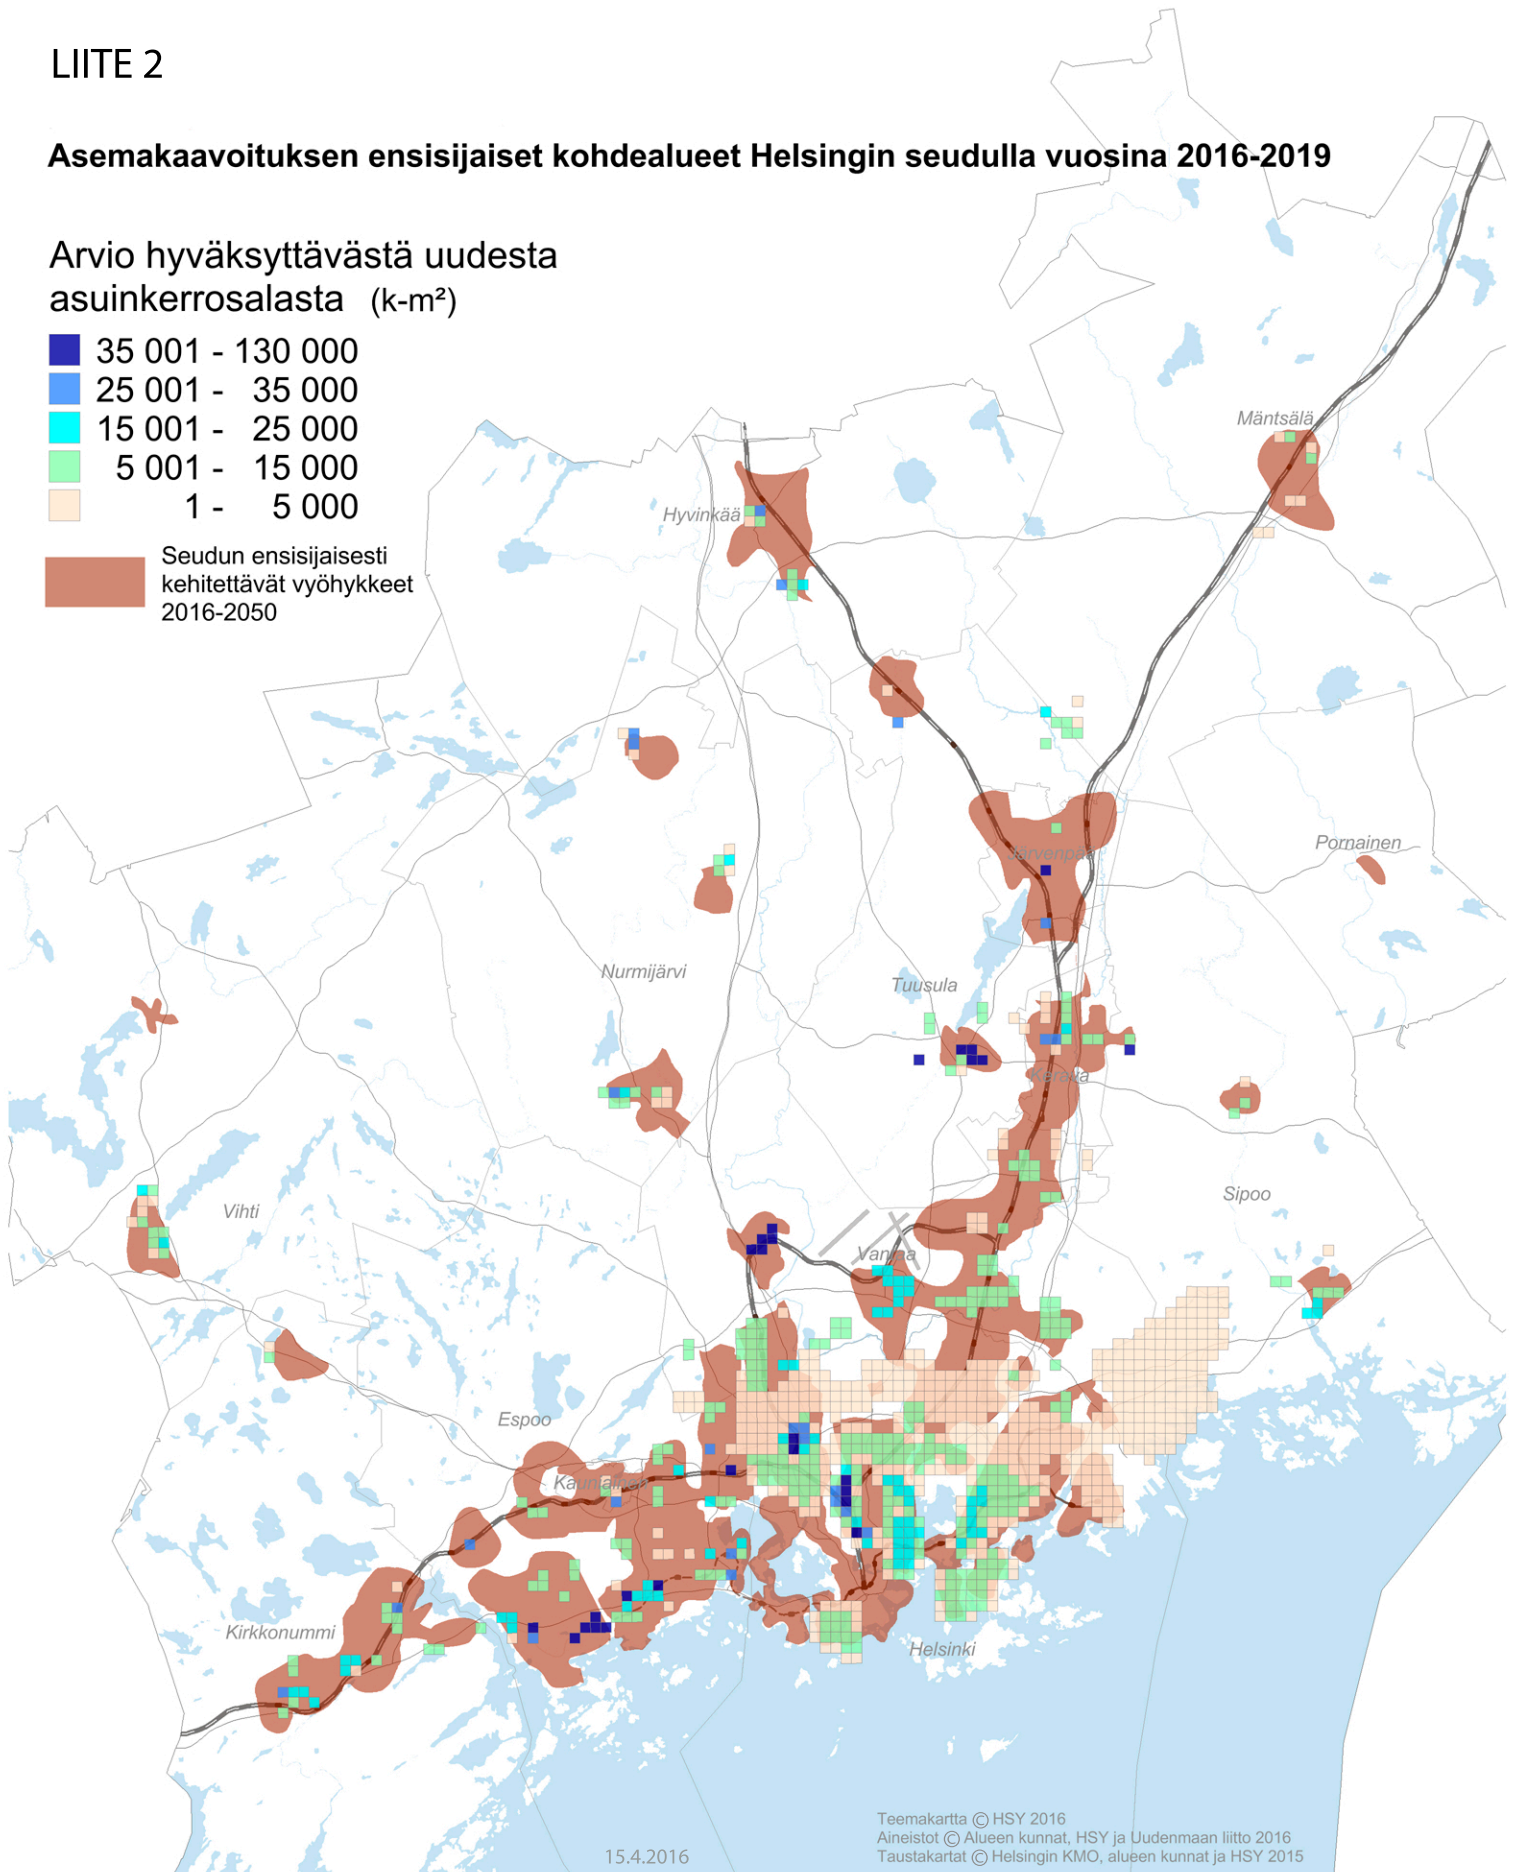 LIITE 2
Asemakaavoituksen ensisijaiset kohdealueet Helsingin seudulla vuosina 2016-2019
Arvio hyväksyttävästä uudesta
asuinkerrosalasta (k-m²)
35 001 - 130 000
25 001 - 35 000
15 001 - 25 000
5 001 - 15 000
1 - 5 000
Seudun ensisijaisesti
kehitettävät vyöhykkeet
2016-2050
Mäntsälä
Hyvinkää
Järvenpää
Pornainen
Nurmijärvi
Tuusula
Kerava
Vihti
Sipoo
Vantaa
Espoo
Kauniainen
Kirkkonummi
Helsinki
Teemakartta © HSY 2016
Aineistot © Alueen kunnat, HSY ja Uudenmaan liitto 2016
Taustakartat © Helsingin KMO, alueen kunnat ja HSY 2015
15.4.2016